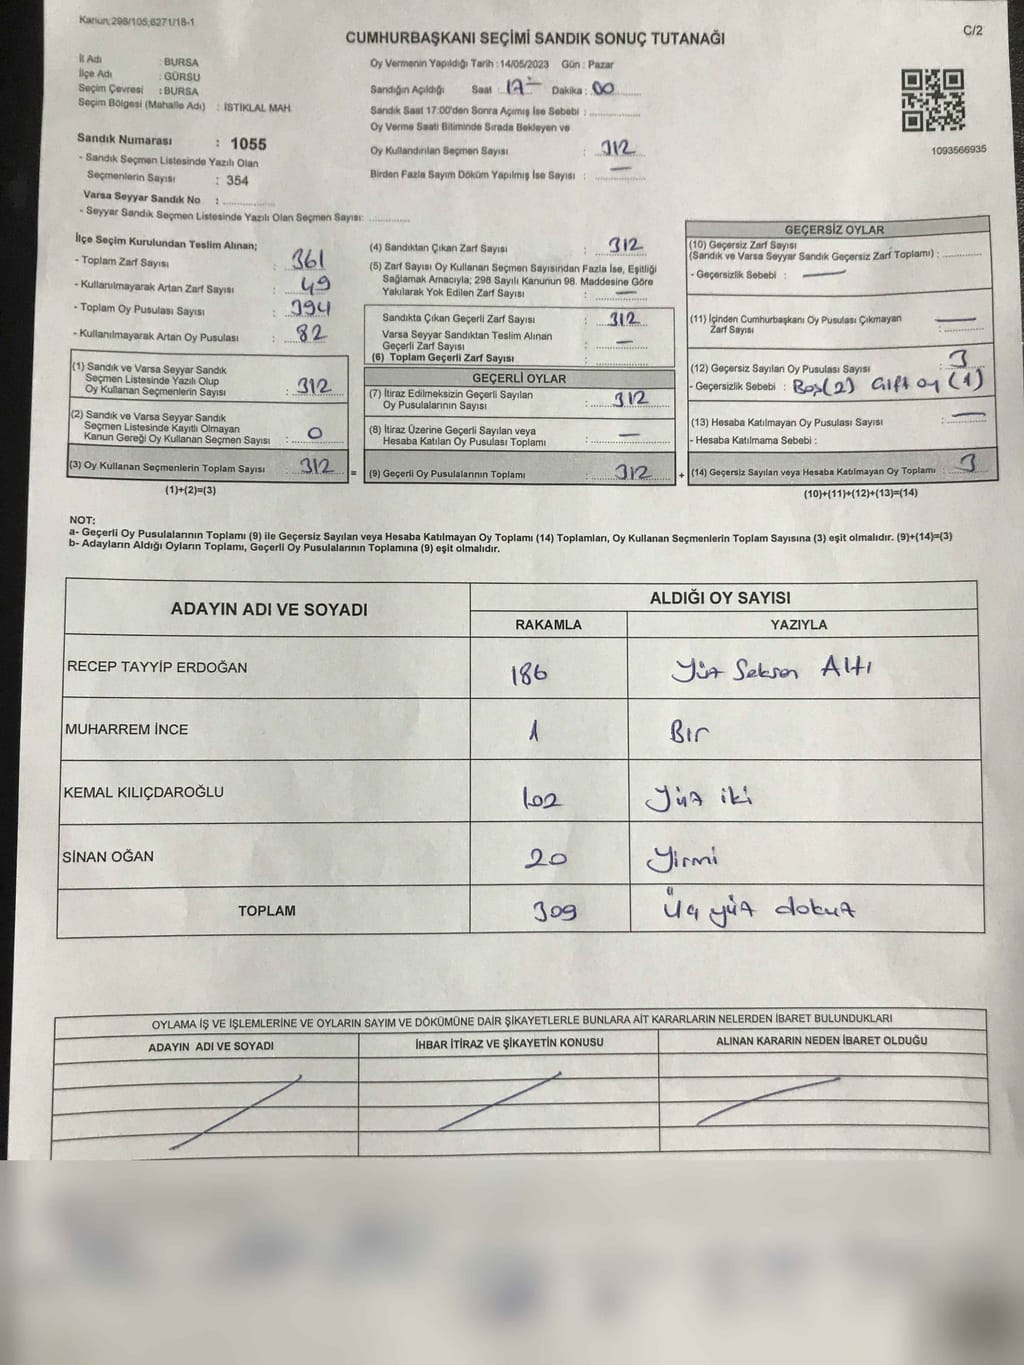 Kanun;298/105,6271/18-1
C/2
CUMHURBAŞKANI SEÇİMİ SANDIK SONUÇ TUTANAĞI
İl Adı : BURSA
İlçe Adı : GÜRSU
Seçim Çevresi : BURSA
Seçim Bölgesi (Mahalle Adı) : İSTİKLAL MAH.
Sandık Numarası : 1055
- Sandık Seçmen Listesinde Yazılı Olan
Seçmenlerin Sayısı : 354
Varsa Seyyar Sandık No :
- Seyyar Sandık Seçmen Listesinde Yazılı Olan Seçmen Sayısı:
Oy Vermenin Yapıldığı Tarih :14/05/2023 Gün : Pazar
Sandığın Açıldığı Saat : 17 Dakika : 00
Sandık Saat 17:00'den Sonra Açımış İse Sebebi :
Oy Verme Saati Bitiminde Sırada Bekleyen ve
Oy Kullandırılan Seçmen Sayısı : 312
Birden Fazla Sayım Döküm Yapılmış İse Sayısı : —
1093566935
İlçe Seçim Kurulundan Teslim Alınan;
- Toplam Zarf Sayısı : 361
- Kullanılmayarak Artan Zarf Sayısı : 49
- Toplam Oy Pusulası Sayısı : 394
- Kullanılmayarak Artan Oy Pusulası : 82
(1) Sandık ve Varsa Seyyar Sandık
Seçmen Listesinde Yazılı Olup
Oy Kullanan Seçmenlerin Sayısı : 312
(2) Sandık ve Varsa Seyyar Sandık
Seçmen Listesinde Kayıtlı Olmayan
Kanun Gereği Oy Kullanan Seçmen Sayısı : 0
(3) Oy Kullanan Seçmenlerin Toplam Sayısı : 312 =
(1)+(2)=(3)
(4) Sandıktan Çıkan Zarf Sayısı : 312
(5) Zarf Sayısı Oy Kullanan Seçmen Sayısından Fazla İse, Eşitliği
Sağlamak Amacıyla; 298 Sayılı Kanunun 98. Maddesine Göre
Yakılarak Yok Edilen Zarf Sayısı : —
Sandıkta Çıkan Geçerli Zarf Sayısı : 312
Varsa Seyyar Sandıktan Teslim Alınan
Geçerli Zarf Sayısı : —
(6) Toplam Geçerli Zarf Sayısı :
GEÇERLİ OYLAR
(7) İtiraz Edilmeksizin Geçerli Sayılan
Oy Pusulalarının Sayısı : 312
(8) İtiraz Üzerine Geçerli Sayılan veya
Hesaba Katılan Oy Pusulası Toplamı : —
(9) Geçerli Oy Pusulalarının Toplamı : 312 +
GEÇERSİZ OYLAR
(10) Geçersiz Zarf Sayısı
(Sandık ve Varsa Seyyar Sandık Geçersiz Zarf Toplamı) :
- Geçersizlik Sebebi : —
(11) İçinden Cumhurbaşkanı Oy Pusulası Çıkmayan
Zarf Sayısı : —
(12) Geçersiz Sayılan Oy Pusulası Sayısı : 3
- Geçersizlik Sebebi : Boş(2) Çift oy (1)
(13) Hesaba Katılmayan Oy Pusulası Sayısı : —
- Hesaba Katılmama Sebebi :
(14) Geçersiz Sayılan veya Hesaba Katılmayan Oy Toplamı : 3
(10)+(11)+(12)+(13)=(14)
NOT:
a- Geçerli Oy Pusulalarının Toplamı (9) ile Geçersiz Sayılan veya Hesaba Katılmayan Oy Toplamı (14) Toplamları, Oy Kullanan Seçmenlerin Toplam Sayısına (3) eşit olmalıdır. (9)+(14)=(3)
b- Adayların Aldığı Oyların Toplamı, Geçerli Oy Pusulalarının Toplamına (9) eşit olmalıdır.
ADAYIN ADI VE SOYADI ALDIĞI OY SAYISI
RAKAMLA YAZIYLA
RECEP TAYYİP ERDOĞAN 186 Yüz Seksen Altı
MUHARREM İNCE 1 Bir
KEMAL KILIÇDAROĞLU 102 Yüz iki
SİNAN OĞAN 20 Yirmi
TOPLAM 309 Üç yüz dokuz
OYLAMA İŞ VE İŞLEMLERİNE VE OYLARIN SAYIM VE DÖKÜMÜNE DAİR ŞİKAYETLERLE BUNLARA AİT KARARLARIN NELERDEN İBARET BULUNDUKLARI
ADAYIN ADI VE SOYADI İHBAR İTİRAZ VE ŞİKAYETİN KONUSU ALINAN KARARIN NEDEN İBARET OLDUĞU